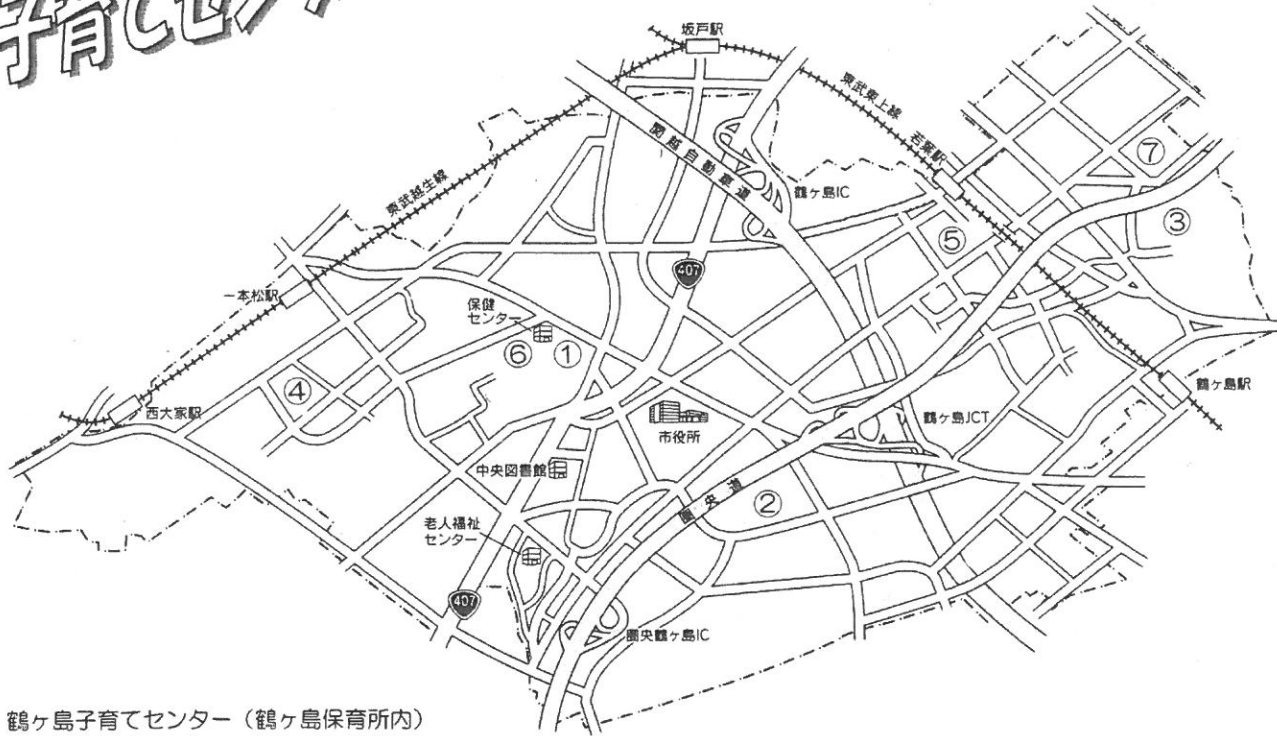 子育てセンタ
坂戸駅
東武東上線
若葉駅
⑦
関越自動車道
鶴ヶ島IC
③
東武越生線
⑤
407
一本松駅
保健
センター
⑥
①
④
鶴ヶ島駅
西大家駅
市役所
鶴ヶ島JCT
中央図書館
圏央道
②
老人福祉
センター
407
圏央鶴ヶ島IC
鶴ヶ島子育てセンター（鶴ヶ島保育所内）